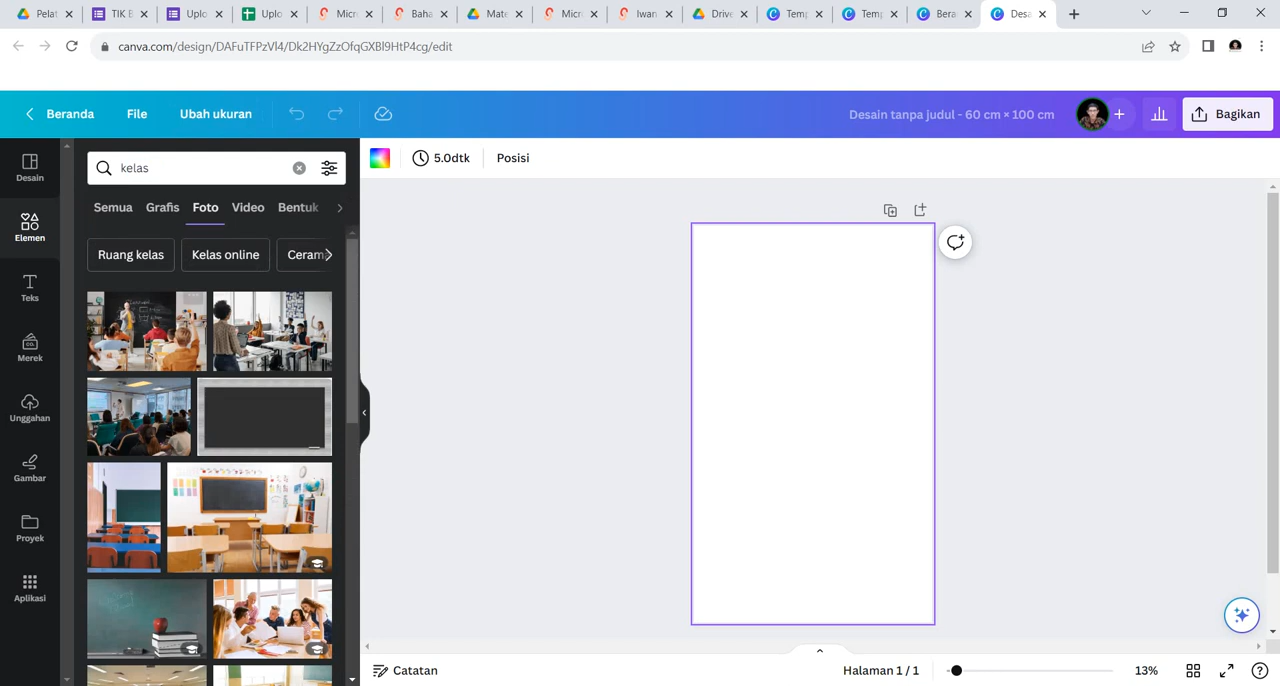 Pelat
TIK B
Uplo
Uplo
Micr
Baha
Mate
Micr
Iwan
Drive
Temp
Temp
Bera
Desa
canva.com/design/DAFuTFPzVl4/Dk2HYgZzOfqGXBl9HtP4cg/edit
Beranda
File
Ubah ukuran
Desain tanpa judul - 60 cm × 100 cm
Bagikan
Desain
Elemen
Teks
Merek
Unggahan
Gambar
Proyek
Aplikasi
kelas
Semua
Grafis
Foto
Video
Bentuk
Ruang kelas
Kelas online
Ceram
5.0dtk
Posisi
Catatan
Halaman 1 / 1
13%